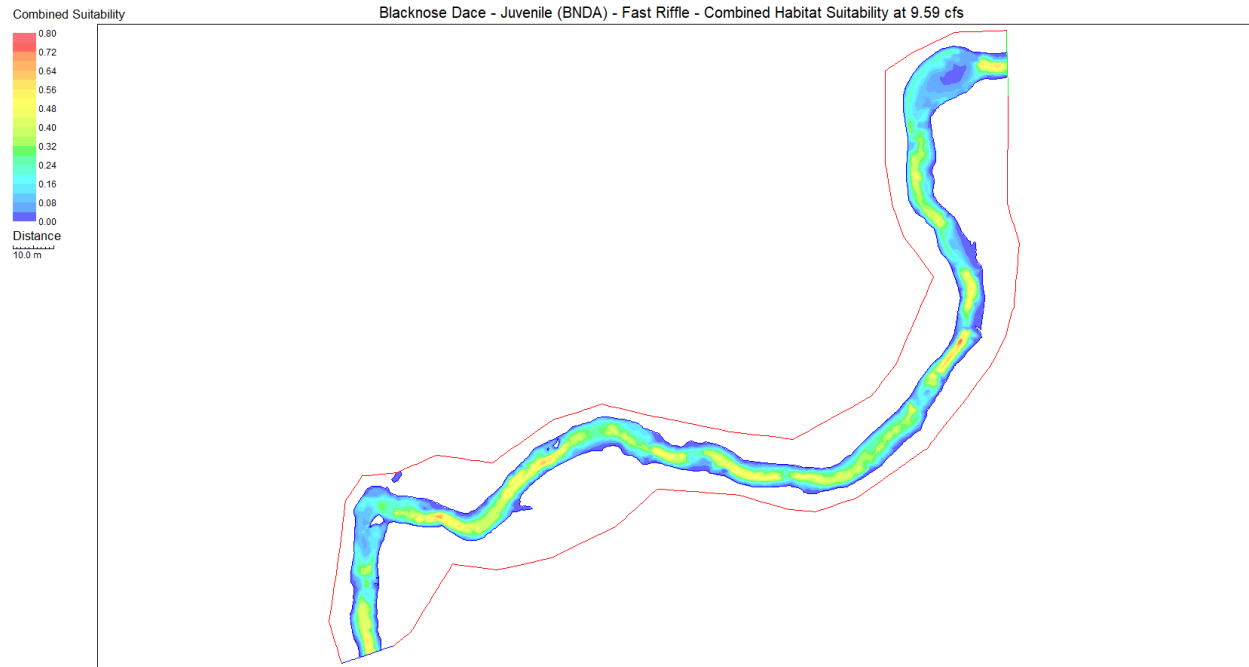 Combined Suitability
Blacknose Dace - Juvenile (BNDA) - Fast Riffle - Combined Habitat Suitability at 9.59 cfs
0.80
0.72
0.64
0.56
0.48
0.40
0.32
0.24
0.16
0.08
0.00
Distance
10.0 m